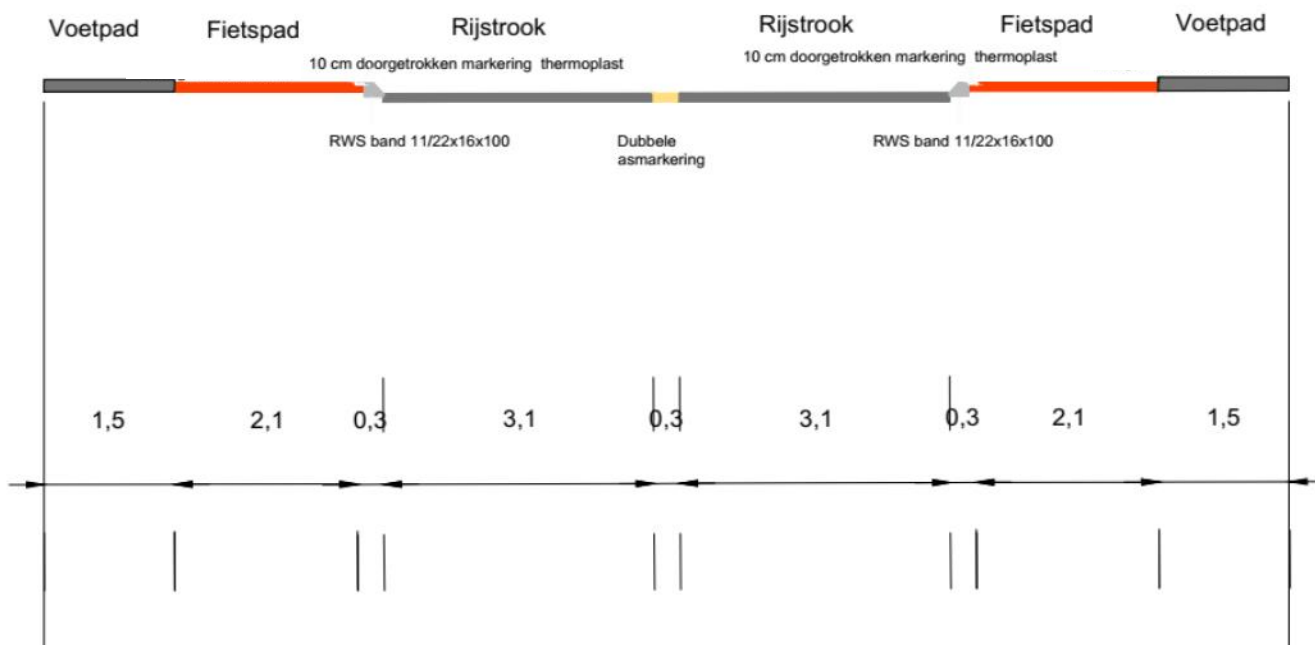 Voetpad
Fietspad
Rijstrook
Rijstrook
Fietspad
Voetpad
10 cm doorgetrokken markering thermoplast
10 cm doorgetrokken markering thermoplast
RWS band 11/22x16x100
Dubbele
asmarkering
RWS band 11/22x16x100
1,5
2,1
0,3
3,1
0,3
3,1
0,3
2,1
1,5